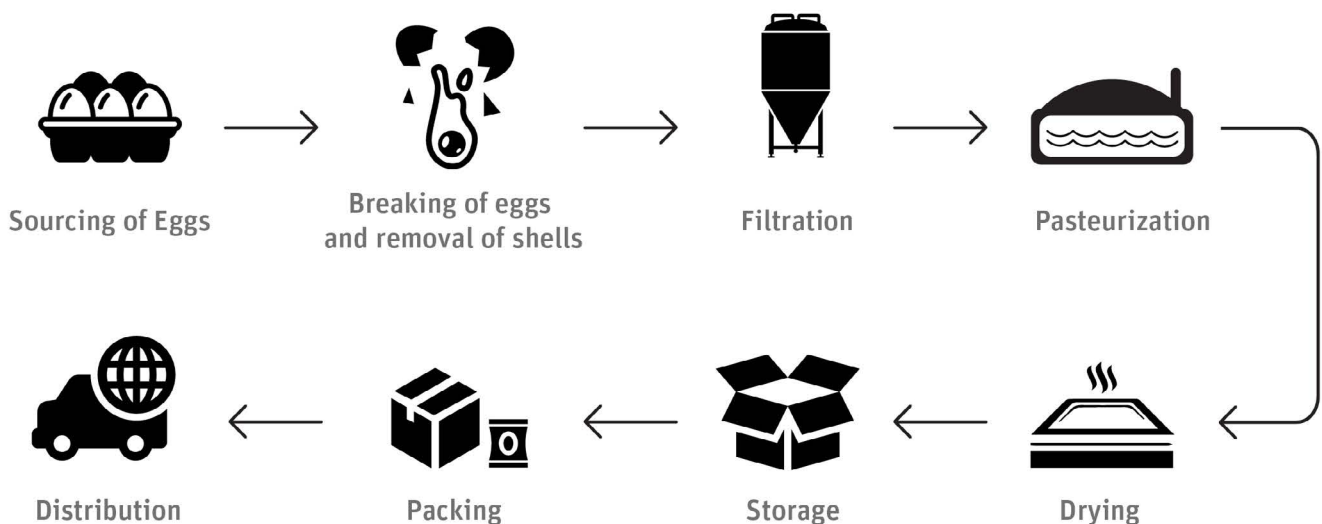 Sourcing of Eggs
Breaking of eggs
and removal of shells
Filtration
Pasteurization
Drying
Storage
Packing
Distribution